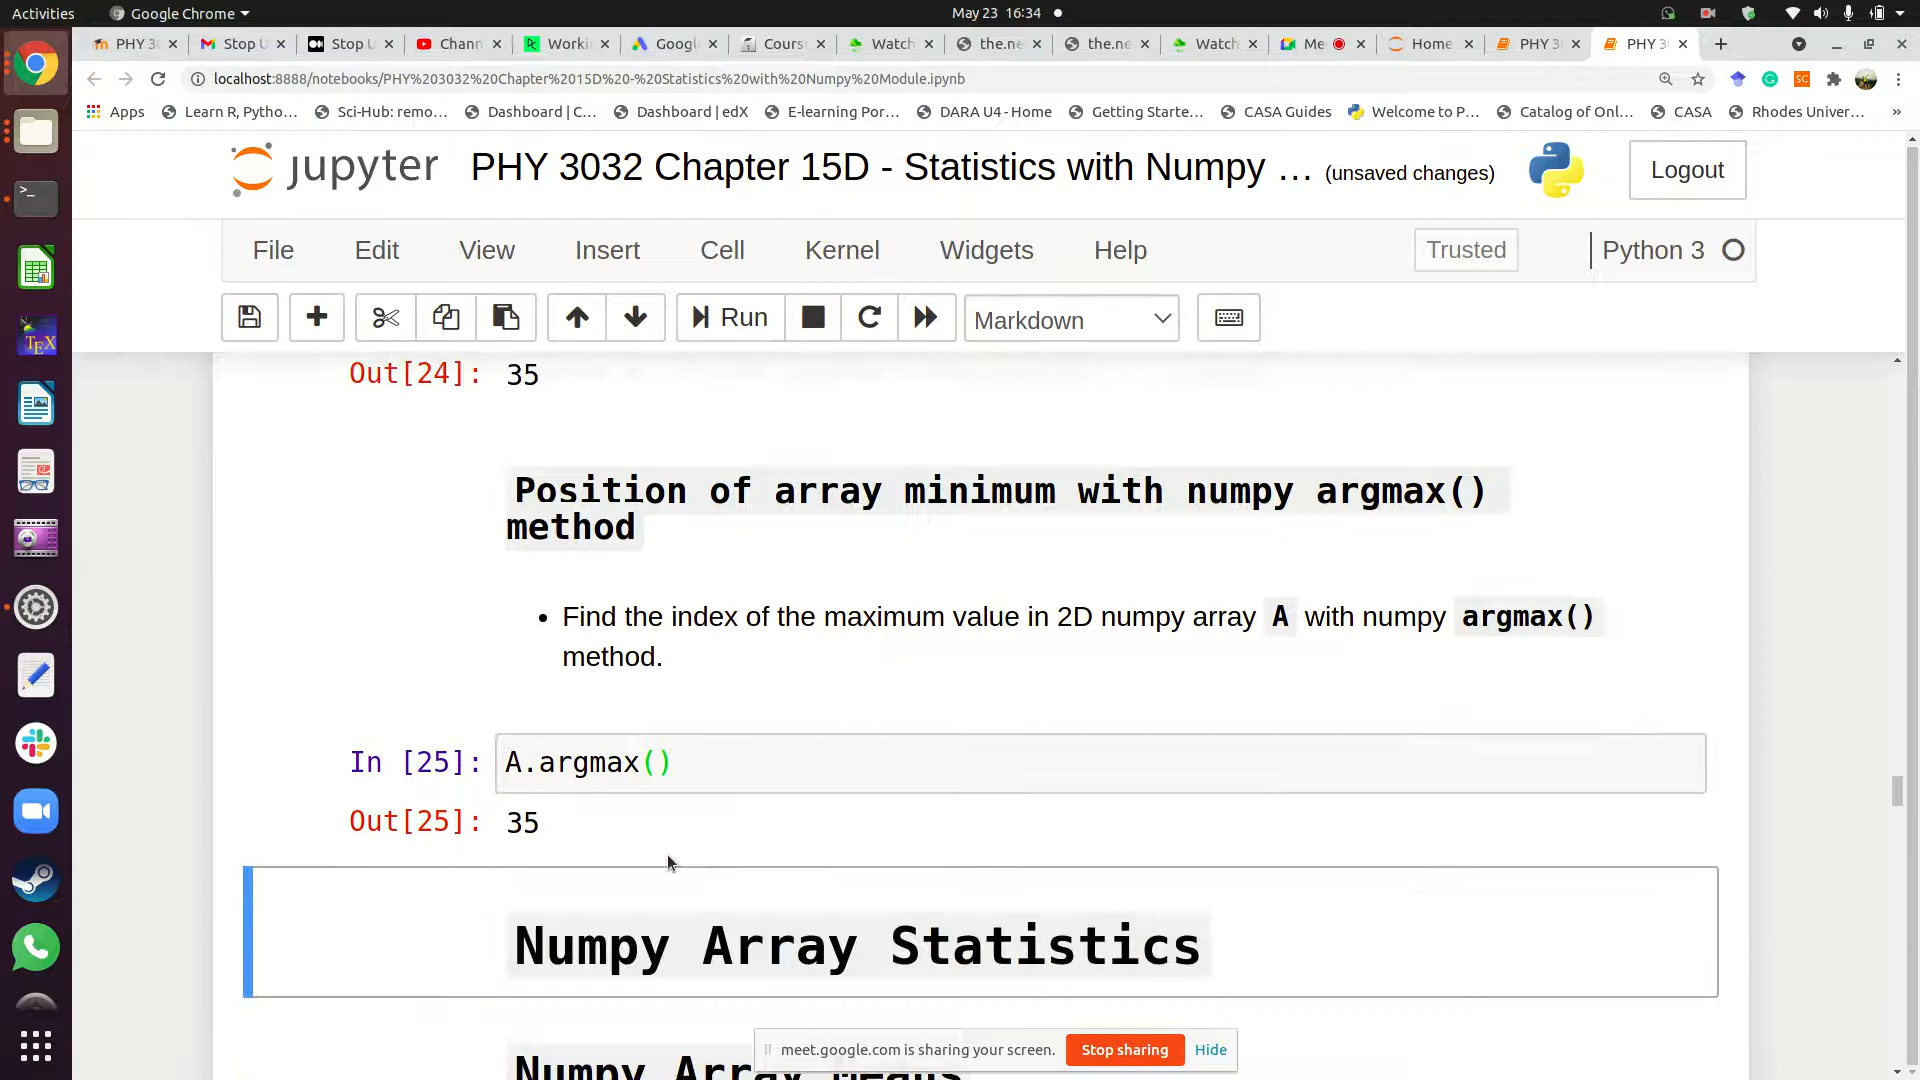 Activities Google Chrome May 23 16:34
PHY 3 Stop U Stop U Chann Worki Googl Cours Watch the.ne the.ne Watch Me Home PHY 3 PHY 3
localhost:8888/notebooks/PHY%203032%20Chapter%2015D%20-%20Statistics%20with%20Numpy%20Module.ipynb
Apps Learn R, Pytho... Sci-Hub: remo... Dashboard | C... Dashboard | edX E-learning Por... DARA U4 - Home Getting Starte... CASA Guides Welcome to P... Catalog of Onl... CASA Rhodes Univer... »
jupyter PHY 3032 Chapter 15D - Statistics with Numpy ... (unsaved changes) Logout
File Edit View Insert Cell Kernel Widgets Help Trusted Python 3
Run Markdown
Out[24]: 35
Position of array minimum with numpy argmax()
method
• Find the index of the maximum value in 2D numpy array A with numpy argmax()
method.
In [25]: A.argmax()
Out[25]: 35
Numpy Array Statistics
Numpy Array Means
meet.google.com is sharing your screen. Stop sharing Hide